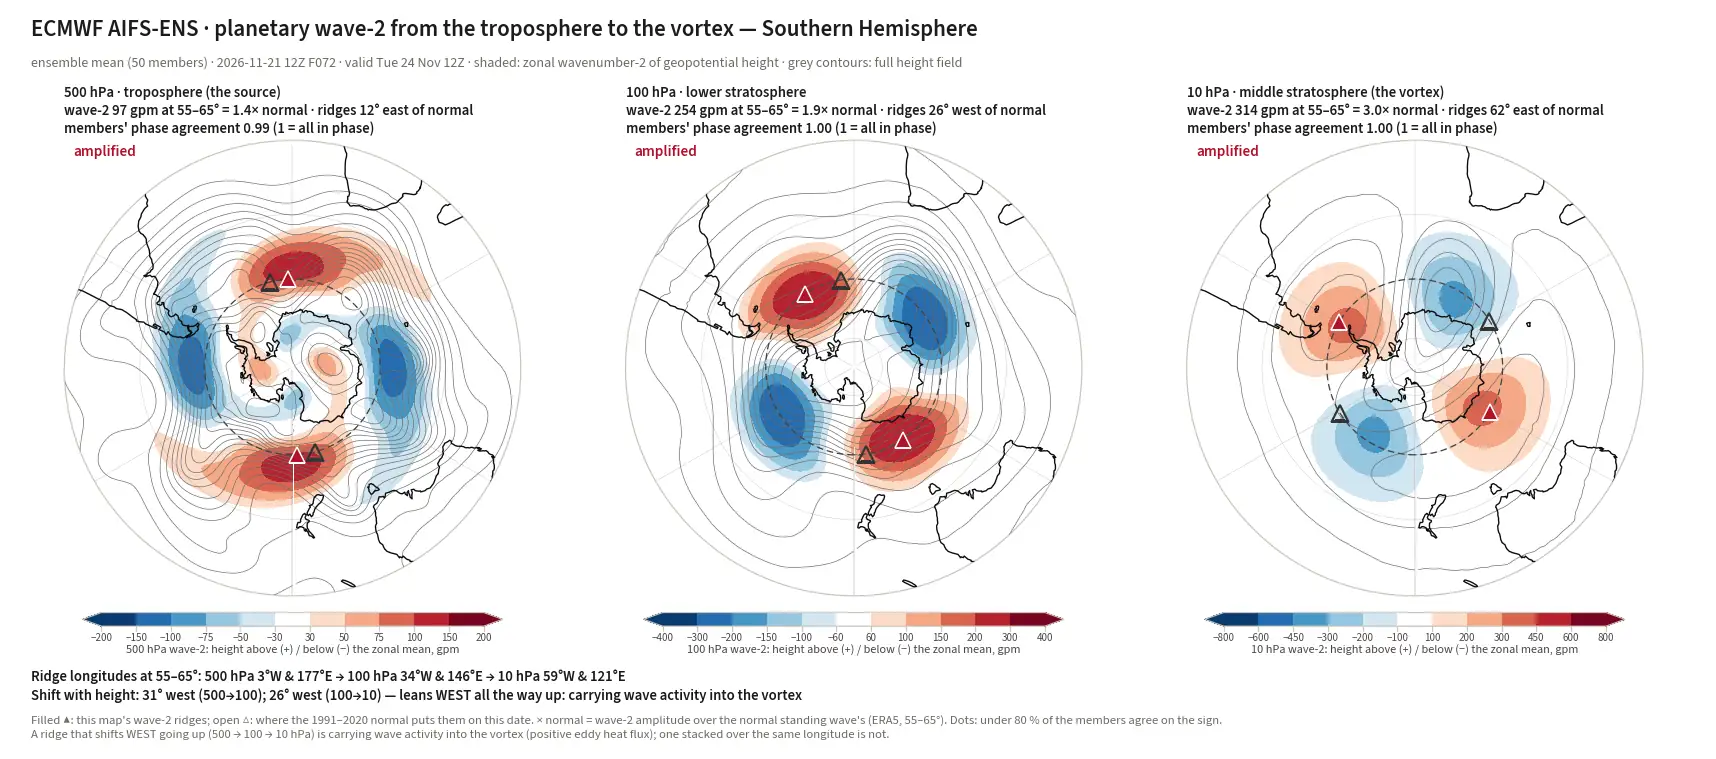 ECMWF AIFS-ENS · planetary wave-2 from the troposphere to the vortex — Southern Hemisphere
ensemble mean (50 members) · 2026-11-21 12Z F072 · valid Tue 24 Nov 12Z · shaded: zonal wavenumber-2 of geopotential height · grey contours: full height field
500 hPa · troposphere (the source)
wave-2 97 gpm at 55–65° = 1.4× normal · ridges 12° east of normal
members' phase agreement 0.99 (1 = all in phase)
amplified
100 hPa · lower stratosphere
wave-2 254 gpm at 55–65° = 1.9× normal · ridges 26° west of normal
members' phase agreement 1.00 (1 = all in phase)
amplified
10 hPa · middle stratosphere (the vortex)
wave-2 314 gpm at 55–65° = 3.0× normal · ridges 62° east of normal
members' phase agreement 1.00 (1 = all in phase)
amplified
−200 −150 −100 −75 −50 −30 30 50 75 100 150 200
500 hPa wave-2: height above (+) / below (−) the zonal mean, gpm
−400 −300 −200 −150 −100 −60 60 100 150 200 300 400
100 hPa wave-2: height above (+) / below (−) the zonal mean, gpm
−800 −600 −450 −300 −200 −100 100 200 300 450 600 800
10 hPa wave-2: height above (+) / below (−) the zonal mean, gpm
Ridge longitudes at 55–65°: 500 hPa 3°W & 177°E → 100 hPa 34°W & 146°E → 10 hPa 59°W & 121°E
Shift with height: 31° west (500→100); 26° west (100→10) — leans WEST all the way up: carrying wave activity into the vortex
Filled ▲: this map's wave-2 ridges; open △: where the 1991–2020 normal puts them on this date. × normal = wave-2 amplitude over the normal standing wave's (ERA5, 55–65°). Dots: under 80 % of the members agree on the sign.
A ridge that shifts WEST going up (500 → 100 → 10 hPa) is carrying wave activity into the vortex (positive eddy heat flux); one stacked over the same longitude is not.